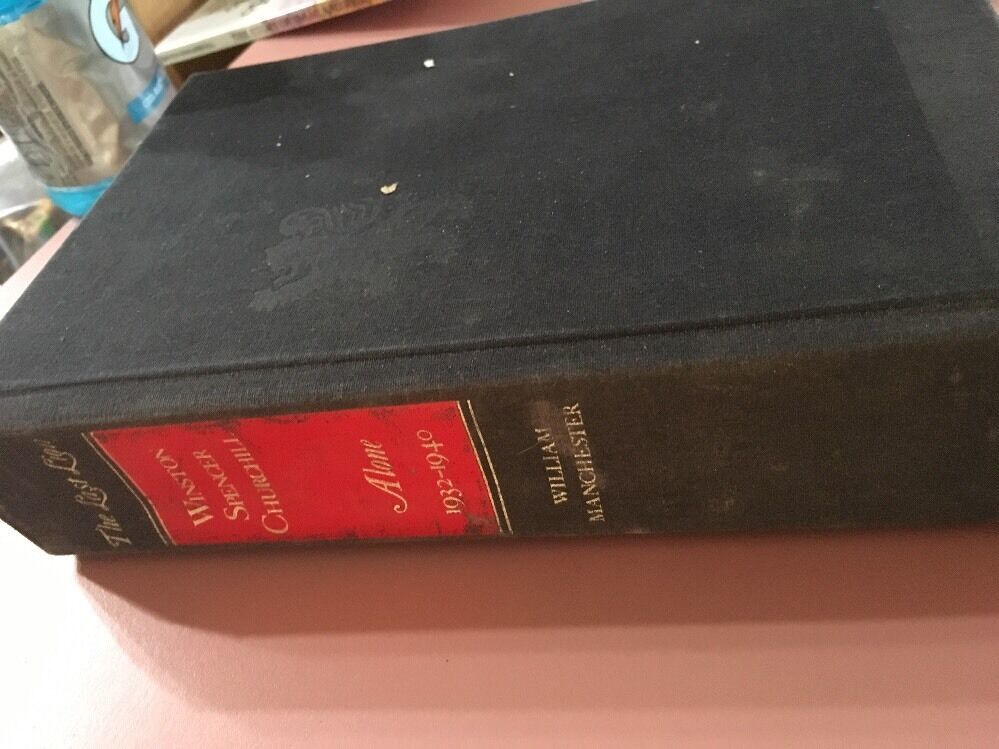 The Last Lion
WINSTON
SPENCER
CHURCHILL
Alone
1932-1940
WILLIAM
MANCHESTER